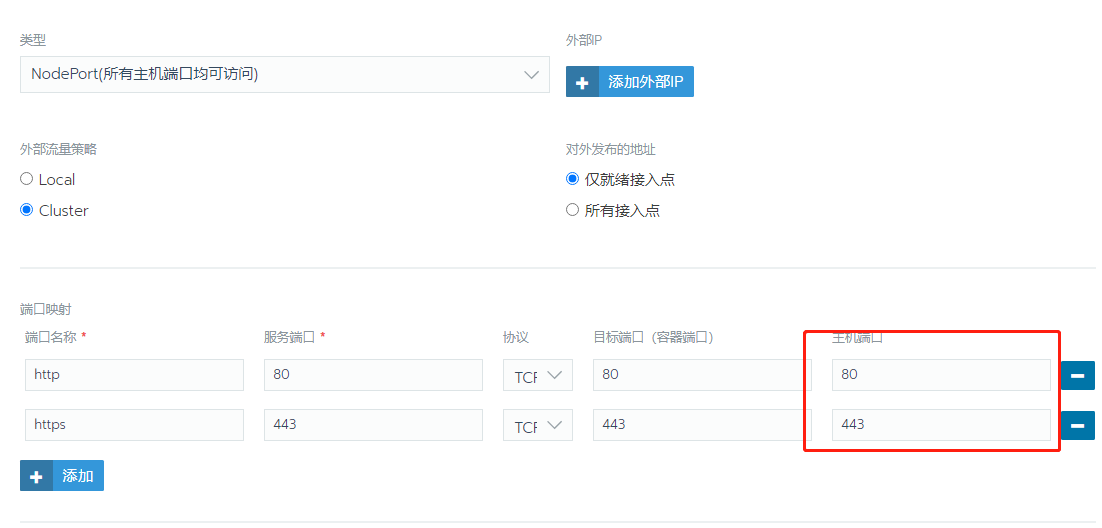 类型
外部IP
NodePort(所有主机端口均可访问)
添加外部IP
外部流量策略
对外发布的地址
Local
仅就绪接入点
Cluster
所有接入点
端口映射
端口名称 * 服务端口 * 协议 目标端口（容器端口） 主机端口
http 80 TCP 80 80
https 443 TCP 443 443
添加